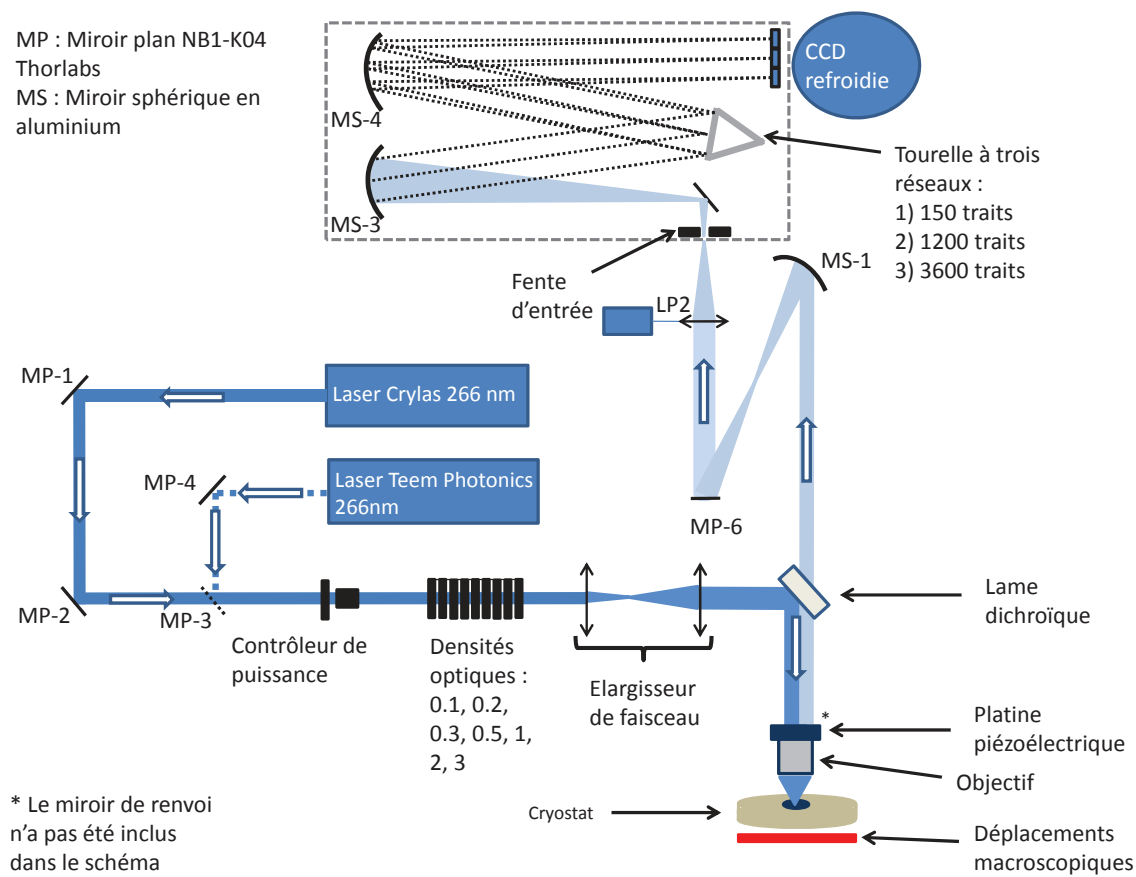 MP : Miroir plan NB1-K04
Thorlabs
MS : Miroir sphérique en
aluminium
CCD
refroidie
MS-4
MS-3
Tourelle à trois
réseaux :
1) 150 traits
2) 1200 traits
3) 3600 traits
MS-1
Fente
d'entrée
LP2
MP-1
Laser Crylas 266 nm
MP-4
Laser Teem Photonics
266nm
MP-6
MP-2
MP-3
Contrôleur de
puissance
Densités
optiques :
0.1, 0.2,
0.3, 0.5, 1,
2, 3
Elargisseur
de faisceau
Lame
dichroïque
*
Platine
piézoélectrique
Objectif
Cryostat
Déplacements
macroscopiques
* Le miroir de renvoi
n'a pas été inclus
dans le schéma